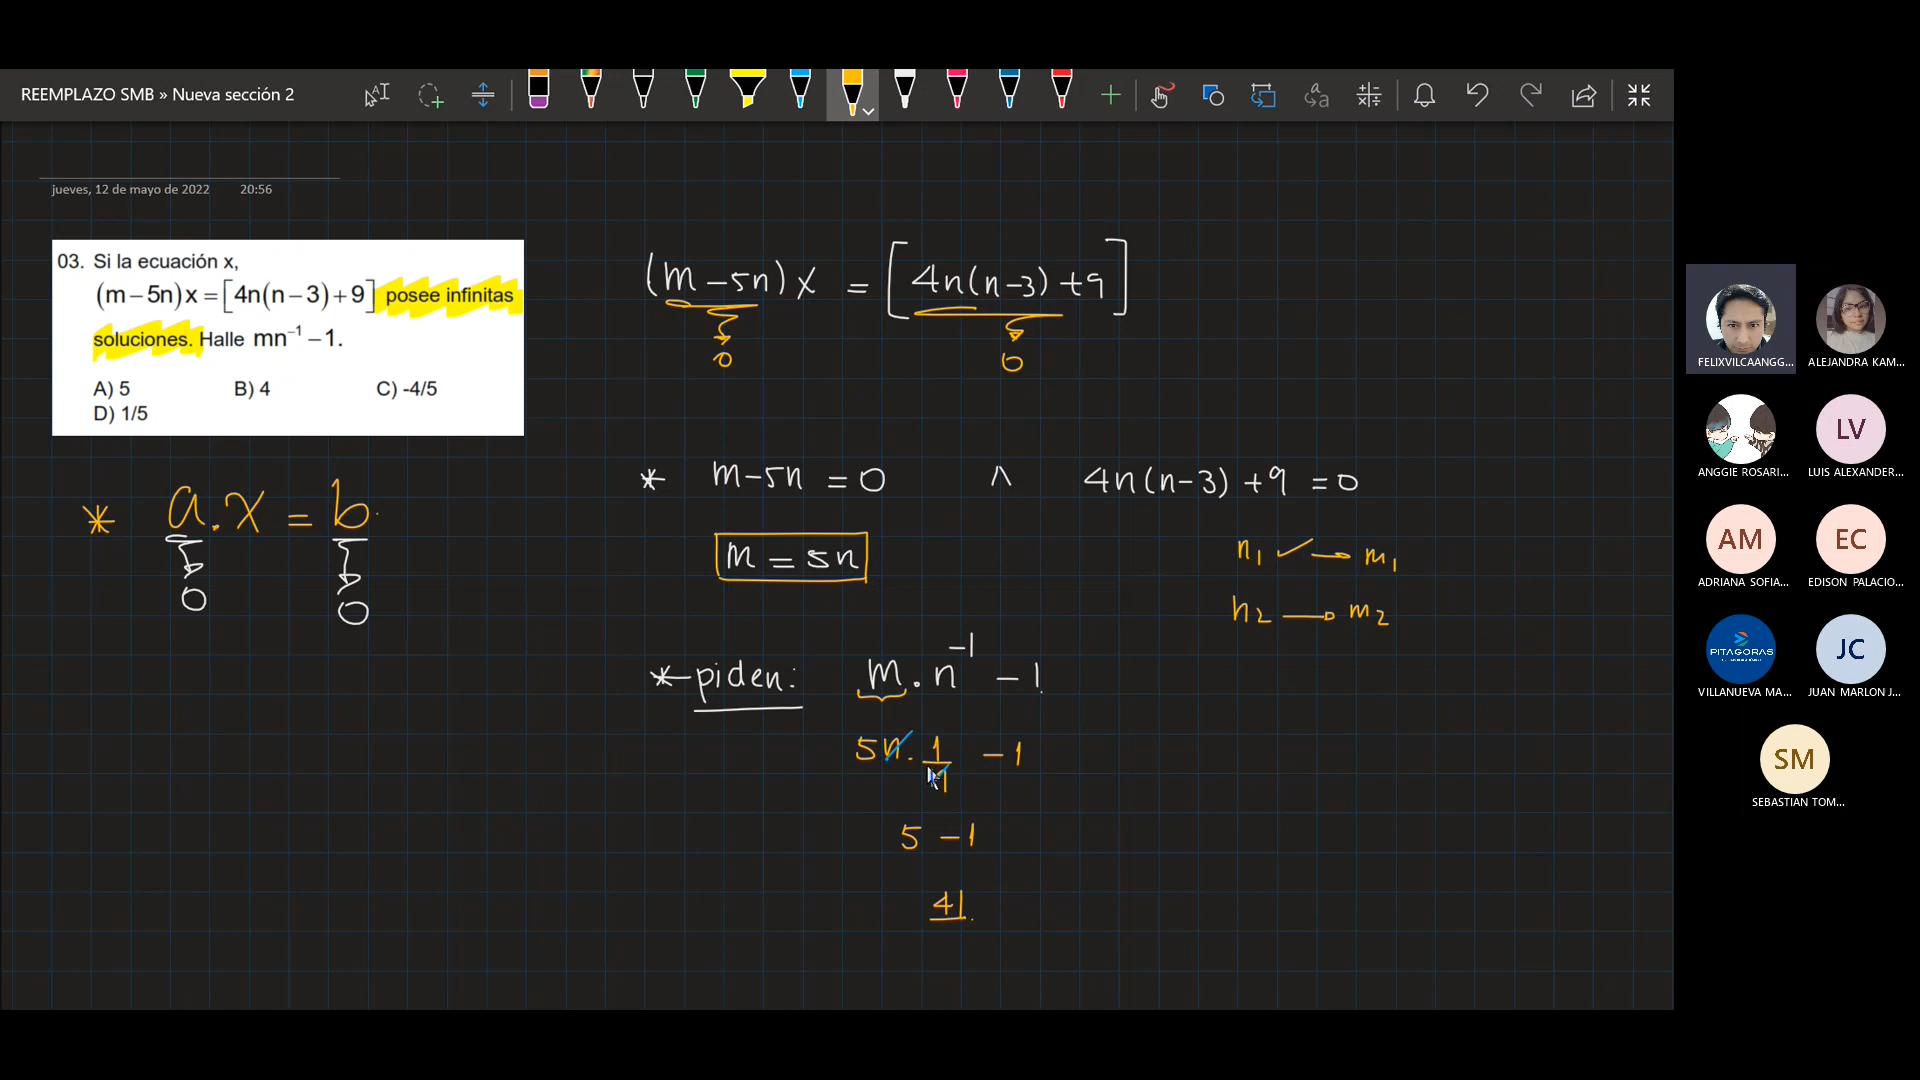 REEMPLAZO SMB » Nueva sección 2
jueves, 12 de mayo de 2022 20:56
03. Si la ecuación x,
(m−5n)x=[4n(n−3)+9] posee infinitas
soluciones. Halle mn⁻¹ −1.
A) 5 B) 4 C) -4/5
D) 1/5
* a.x = b
0 0
(m−5n)x = [4n(n−3)+9]
0 0
* m−5n = 0 ∧ 4n(n−3)+9 = 0
m = 5n
n₁ ✓→ m₁
n₂ → m₂
* piden: m.n⁻¹ − 1
5n. 1/n − 1
5 − 1
4
FELIXVILCAANGG...
ALEJANDRA KAM...
ANGGIE ROSARI...
LV
LUIS ALEXANDER...
AM
ADRIANA SOFIA...
EC
EDISON PALACIO...
PITAGORAS
VILLANUEVA MA...
JC
JUAN MARLON J...
SM
SEBASTIAN TOM...